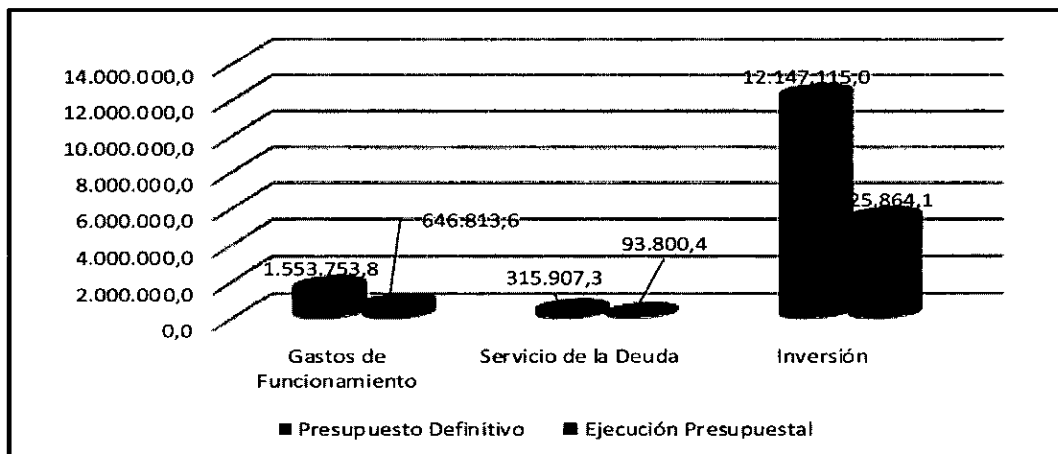 14.000.000,0
12.000.000,0
10.000.000,0
8.000.000,0
6.000.000,0
4.000.000,0
2.000.000,0
0,0
12.147.115,0
25.864,1
646.813,6
93.800,4
1.553.753,8
315.907,3
Gastos de
Funcionamiento
Servicio de la Deuda
Inversión
■ Presupuesto Definitivo ■ Ejecución Presupuestal